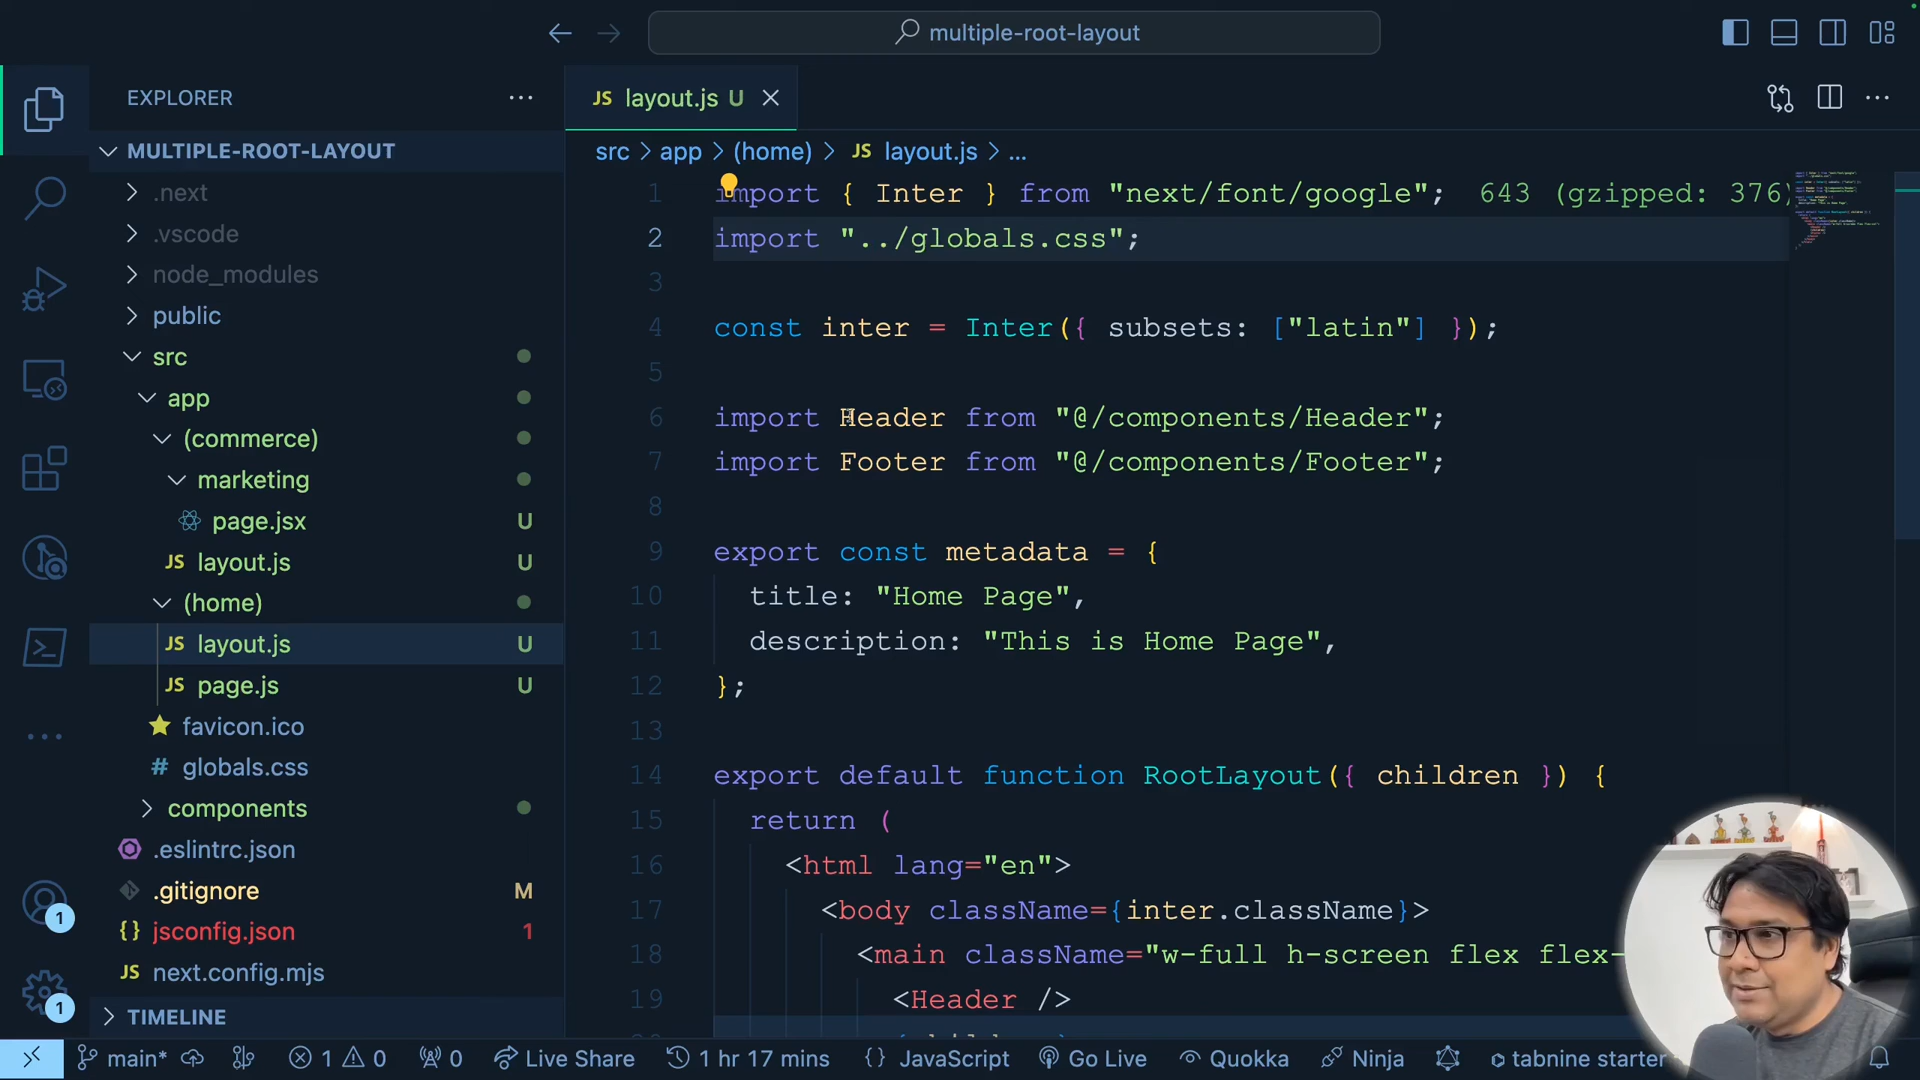 multiple-root-layout
EXPLORER
MULTIPLE-ROOT-LAYOUT
.next
.vscode
node_modules
public
src
app
(commerce)
marketing
page.jsx U
JS layout.js U
(home)
JS layout.js U
JS page.js U
favicon.ico
# globals.css
components
.eslintrc.json
.gitignore M
{} jsconfig.json 1
JS next.config.mjs
TIMELINE
1
1
JS layout.js U
src > app > (home) > JS layout.js > ...
1 import { Inter } from "next/font/google"; 643 (gzipped: 376)
2 import "../globals.css";
3
4 const inter = Inter({ subsets: ["latin"] });
5
6 import Header from "@/components/Header";
7 import Footer from "@/components/Footer";
8
9 export const metadata = {
10 title: "Home Page",
11 description: "This is Home Page",
12 };
13
14 export default function RootLayout({ children }) {
15 return (
16 <html lang="en">
17 <body className={inter.className}>
18 <main className="w-full h-screen flex flex-
19 <Header />
main* 1 0 0 Live Share 1 hr 17 mins {} JavaScript Go Live Quokka Ninja tabnine starter